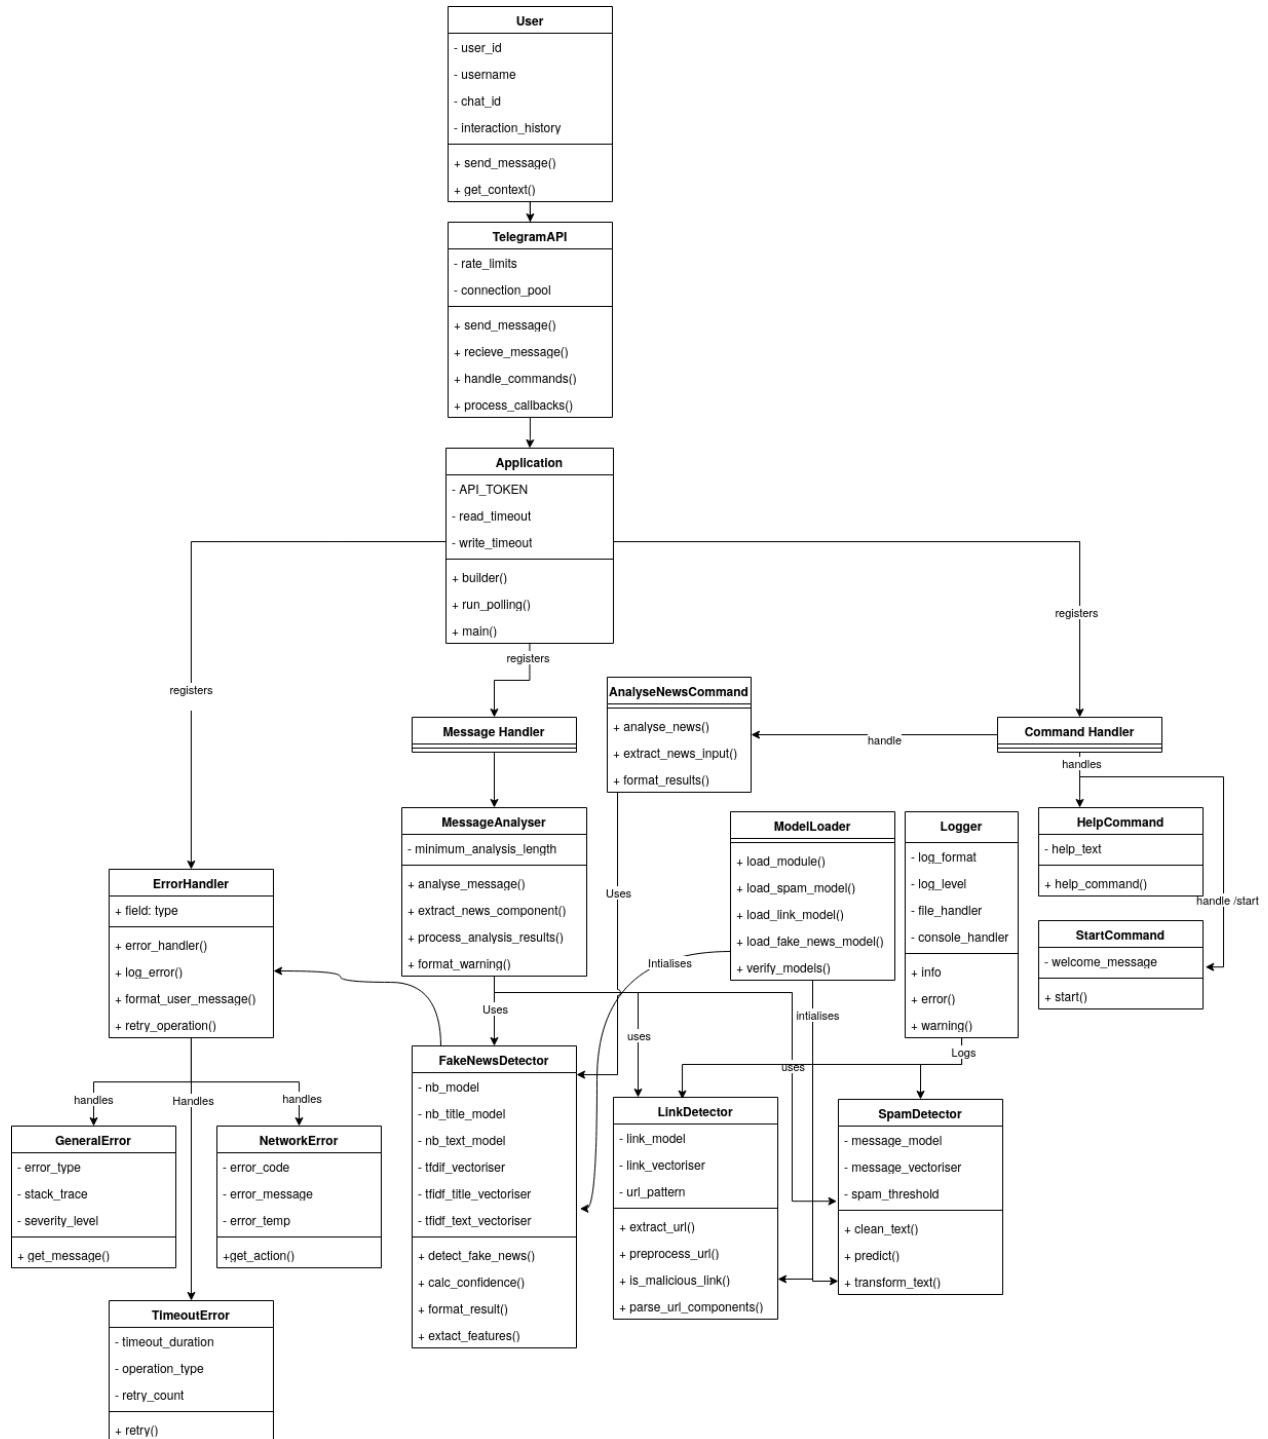 User
- user_id
- username
- chat_id
- interaction_history
+ send_message()
+ get_context()
TelegramAPI
- rate_limits
- connection_pool
+ send_message()
+ recieve_message()
+ handle_commands()
+ process_callbacks()
Application
- API_TOKEN
- read_timeout
- write_timeout
+ builder()
+ run_polling()
+ main()
registers
registers
registers
Message Handler
AnalyseNewsCommand
+ analyse_news()
+ extract_news_input()
+ format_results()
handle
Command Handler
handles
handle /start
HelpCommand
- help_text
+ help_command()
StartCommand
- welcome_message
+ start()
MessageAnalyser
- minimum_analysis_length
+ analyse_message()
+ extract_news_component()
+ process_analysis_results()
+ format_warning()
Uses
Uses
uses
uses
ModelLoader
+ load_module()
+ load_spam_model()
+ load_link_model()
+ load_fake_news_model()
+ verify_models()
Intialises
intialises
Logger
- log_format
- log_level
- file_handler
- console_handler
+ info
+ error()
+ warning()
Logs
ErrorHandler
+ field: type
+ error_handler()
+ log_error()
+ format_user_message()
+ retry_operation()
handles
Handles
handles
GeneralError
- error_type
- stack_trace
- severity_level
+ get_message()
NetworkError
- error_code
- error_message
- error_temp
+get_action()
TimeoutError
- timeout_duration
- operation_type
- retry_count
+ retry()
FakeNewsDetector
- nb_model
- nb_title_model
- nb_text_model
- tfdif_vectoriser
- tfidf_title_vectoriser
- tfidf_text_vectoriser
+ detect_fake_news()
+ calc_confidence()
+ format_result()
+ extact_features()
LinkDetector
- link_model
- link_vectoriser
- url_pattern
+ extract_url()
+ preprocess_url()
+ is_malicious_link()
+ parse_url_components()
SpamDetector
- message_model
- message_vectoriser
- spam_threshold
+ clean_text()
+ predict()
+ transform_text()